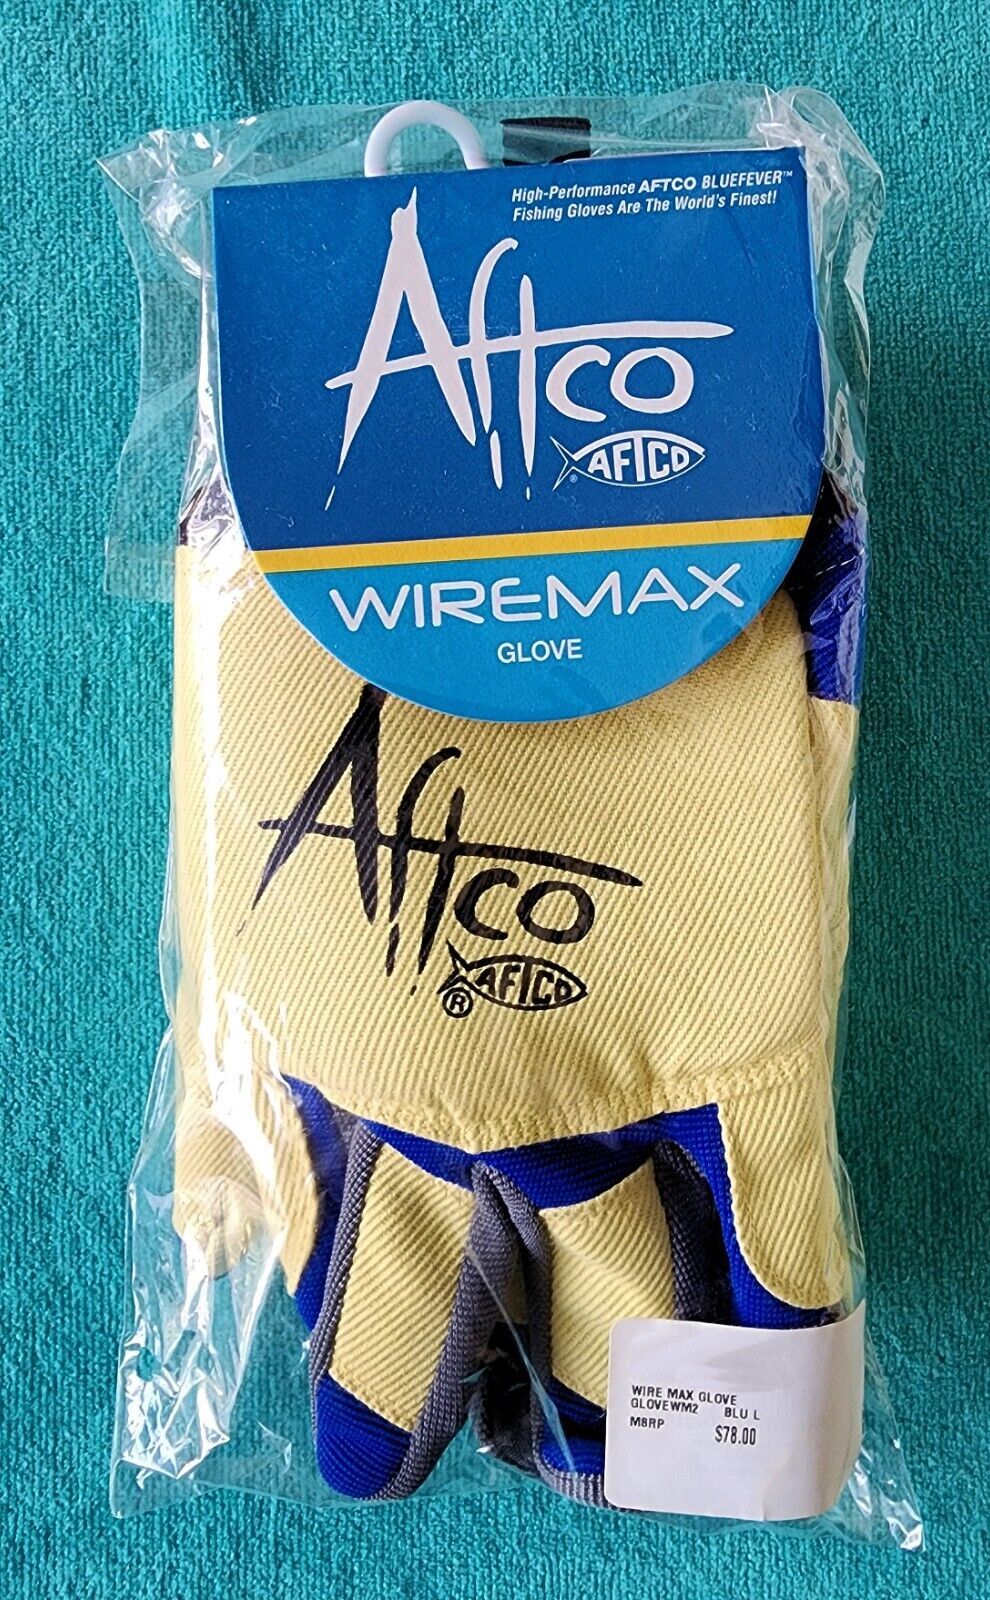 High-Performance AFTCO BLUEFEVER™
Fishing Gloves Are The World's Finest!
Aftco
AFTCO
®
WIREMAX
GLOVE
Aftco
AFTCO
®
WIRE MAX GLOVE
GLOVEWM2 BLU L
MSRP $78.00